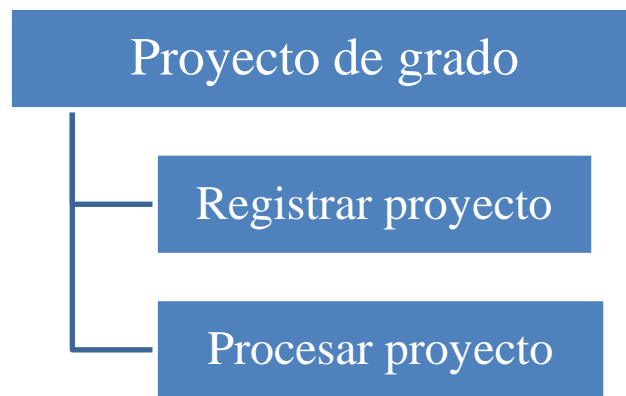 Proyecto de grado
Registrar proyecto
Procesar proyecto